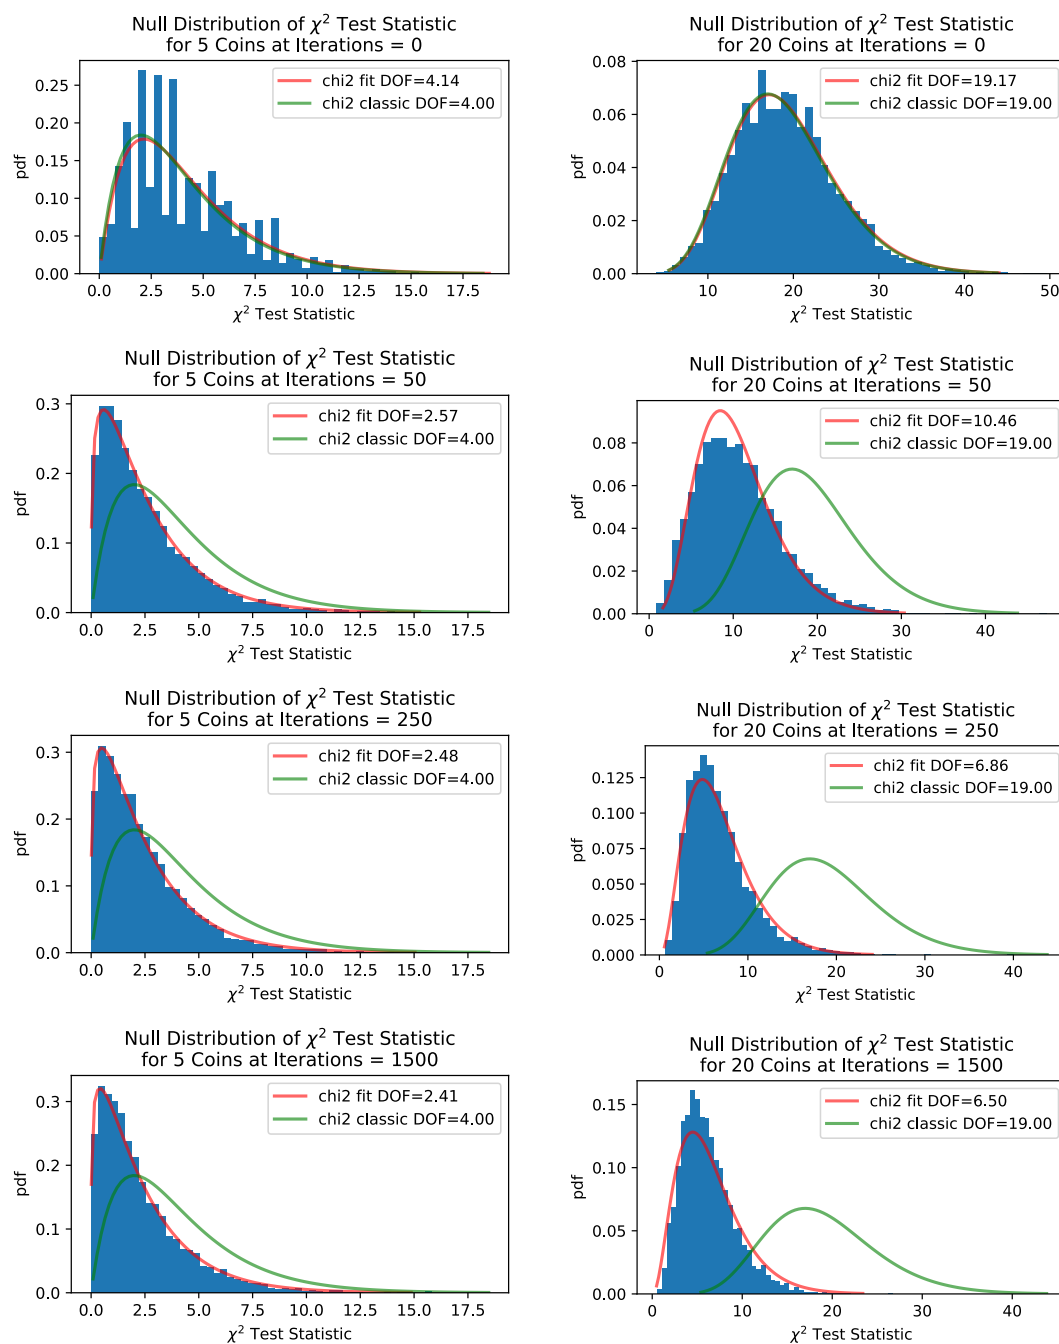 Null Distribution of χ² Test Statistic
for 5 Coins at Iterations = 0
chi2 fit DOF=4.14
chi2 classic DOF=4.00
pdf
0.25
0.20
0.15
0.10
0.05
0.00
0.0 2.5 5.0 7.5 10.0 12.5 15.0 17.5
χ² Test Statistic
Null Distribution of χ² Test Statistic
for 20 Coins at Iterations = 0
chi2 fit DOF=19.17
chi2 classic DOF=19.00
pdf
0.08
0.06
0.04
0.02
0.00
10 20 30 40 50
χ² Test Statistic
Null Distribution of χ² Test Statistic
for 5 Coins at Iterations = 50
chi2 fit DOF=2.57
chi2 classic DOF=4.00
pdf
0.3
0.2
0.1
0.0
0.0 2.5 5.0 7.5 10.0 12.5 15.0 17.5
χ² Test Statistic
Null Distribution of χ² Test Statistic
for 20 Coins at Iterations = 50
chi2 fit DOF=10.46
chi2 classic DOF=19.00
pdf
0.08
0.06
0.04
0.02
0.00
0 10 20 30 40
χ² Test Statistic
Null Distribution of χ² Test Statistic
for 5 Coins at Iterations = 250
chi2 fit DOF=2.48
chi2 classic DOF=4.00
pdf
0.3
0.2
0.1
0.0
0.0 2.5 5.0 7.5 10.0 12.5 15.0 17.5
χ² Test Statistic
Null Distribution of χ² Test Statistic
for 20 Coins at Iterations = 250
chi2 fit DOF=6.86
chi2 classic DOF=19.00
pdf
0.125
0.100
0.075
0.050
0.025
0.000
0 10 20 30 40
χ² Test Statistic
Null Distribution of χ² Test Statistic
for 5 Coins at Iterations = 1500
chi2 fit DOF=2.41
chi2 classic DOF=4.00
pdf
0.3
0.2
0.1
0.0
0.0 2.5 5.0 7.5 10.0 12.5 15.0 17.5
χ² Test Statistic
Null Distribution of χ² Test Statistic
for 20 Coins at Iterations = 1500
chi2 fit DOF=6.50
chi2 classic DOF=19.00
pdf
0.15
0.10
0.05
0.00
0 10 20 30 40
χ² Test Statistic